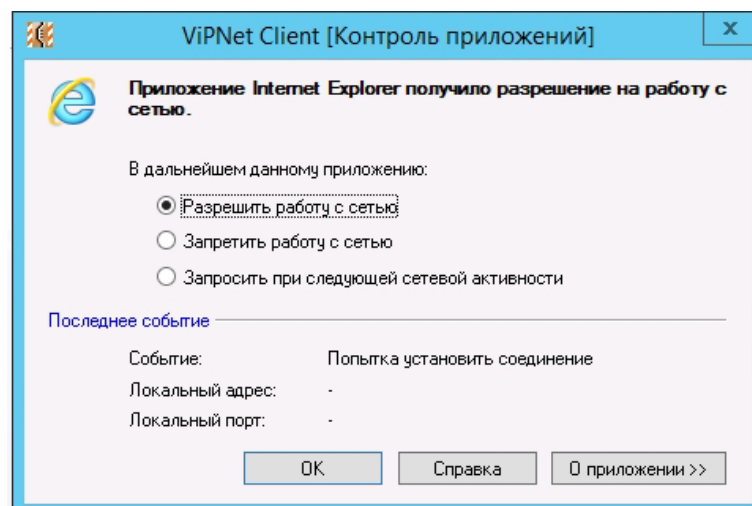 ViPNet Client [Контроль приложений]
x
Приложение Internet Explorer получило разрешение на работу с
сетью.
В дальнейшем данному приложению:
Разрешить работу с сетью
Запретить работу с сетью
Запросить при следующей сетевой активности
Последнее событие
Событие: Попытка установить соединение
Локальный адрес: -
Локальный порт: -
OK Справка О приложении >>